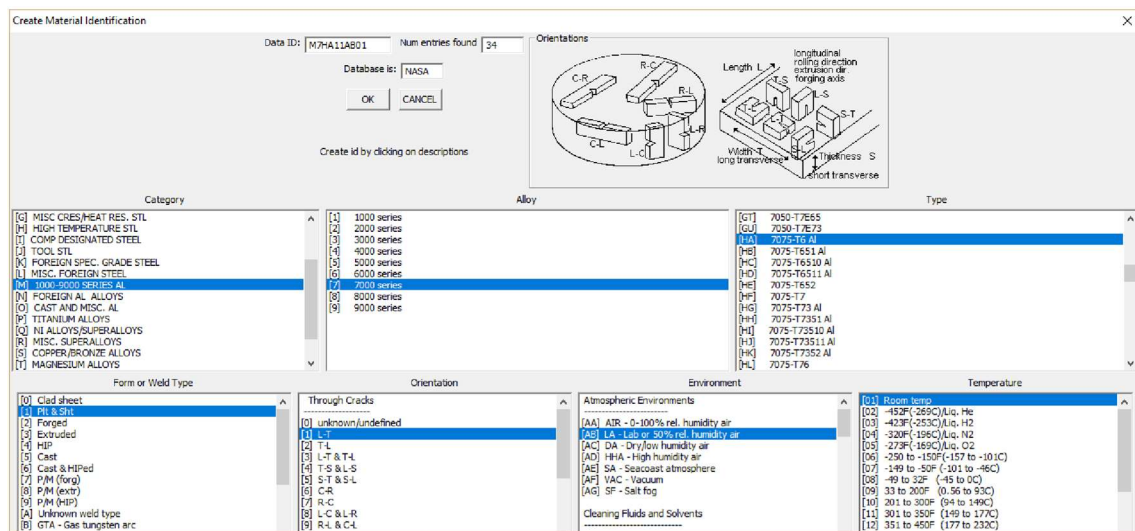 Create Material Identification
Data ID: M7HA11AB01 Num entries found 34
Database is: NASA
OK CANCEL
Create id by clicking on descriptions
Orientations
C-R
R-C
R-L
L-R
L-C
C-L
Length L
longitudinal
rolling direction
extrusion dir.
forging axis
T-S
L-S
S-T
T-L
L-T
S-L
Width T
long transverse
Thickness S
short transverse
Category
[G] MISC CRES/HEAT RES. STL
[H] HIGH TEMPERATURE STL
[I] COMP DESIGNATED STEEL
[J] TOOL STL
[K] FOREIGN SPEC. GRADE STEEL
[L] MISC. FOREIGN STEEL
[M] 1000-9000 SERIES AL
[N] FOREIGN AL ALLOYS
[O] CAST AND MISC. AL
[P] TITANIUM ALLOYS
[Q] NI ALLOYS/SUPERALLOYS
[R] MISC. SUPERALLOYS
[S] COPPER/BRONZE ALLOYS
[T] MAGNESIUM ALLOYS
Alloy
[1] 1000 series
[2] 2000 series
[3] 3000 series
[4] 4000 series
[5] 5000 series
[6] 6000 series
[7] 7000 series
[8] 8000 series
[9] 9000 series
Type
[GT] 7050-T7E65
[GU] 7050-T7E73
[HA] 7075-T6 Al
[HB] 7075-T651 Al
[HC] 7075-T6510 Al
[HD] 7075-T6511 Al
[HE] 7075-T652
[HF] 7075-T7
[HG] 7075-T73 Al
[HH] 7075-T7351 Al
[HI] 7075-T73510 Al
[HJ] 7075-T73511 Al
[HK] 7075-T7352 Al
[HL] 7075-T76
Form or Weld Type
[0] Clad sheet
[1] Plt & Sht
[2] Forged
[3] Extruded
[4] HIP
[5] Cast
[6] Cast & HIPed
[7] P/M (forg)
[8] P/M (extr)
[9] P/M (HIP)
[A] Unknown weld type
[B] GTA - Gas tungsten arc
Orientation
Through Cracks
-------------------
[0] unknown/undefined
[1] L-T
[2] T-L
[3] L-T & T-L
[4] T-S & L-S
[5] S-T & S-L
[6] C-R
[7] R-C
[8] L-C & L-R
[9] R-L & C-L
Environment
Atmospheric Environments
------------------------
[AA] AIR - 0-100% rel. humidity air
[AB] LA - Lab or 50% rel. humidity air
[AC] DA - Dry/low humidity air
[AD] HHA - High humidity air
[AE] SA - Seacoast atmosphere
[AF] VAC - Vacuum
[AG] SF - Salt fog
Cleaning Fluids and Solvents
----------------------------
Temperature
[01] Room temp
[02] -452F(-269C)/Liq. He
[03] -423F(-253C)/Liq. H2
[04] -320F(-196C)/Liq. N2
[05] -273F(-169C)/Liq. O2
[06] -250 to -150F(-157 to -101C)
[07] -149 to -50F (-101 to -46C)
[08] -49 to 32F (-45 to 0C)
[09] 33 to 200F (0.56 to 93C)
[10] 201 to 300F (94 to 149C)
[11] 301 to 350F (149 to 177C)
[12] 351 to 450F (177 to 232C)